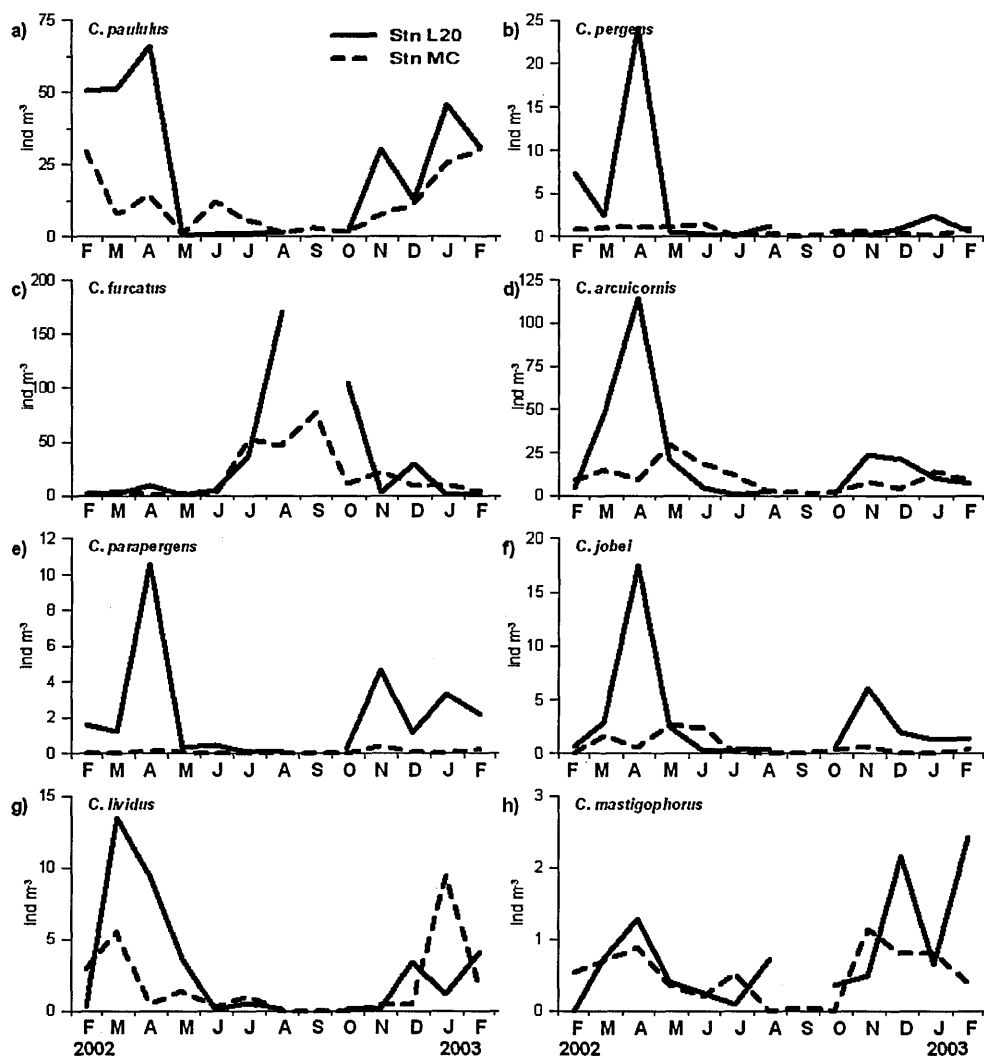 a) C. paululus
Stn L20
Stn MC
75
50
25
0
Ind m⁻³
F M A M J J A S O N D J F
b) C. pergens
25
20
15
10
5
0
Ind m⁻³
F M A M J J A S O N D J F
c) C. furcatus
200
150
100
50
0
Ind m⁻³
F M A M J J A S O N D J F
d) C. arcuicornis
125
100
75
50
25
0
Ind m⁻³
F M A M J J A S O N D J F
e) C. parapergens
12
10
8
6
4
2
0
Ind m⁻³
F M A M J J A S O N D J F
f) C. jobei
20
15
10
5
0
Ind m⁻³
F M A M J J A S O N D J F
g) C. lividus
15
10
5
0
Ind m⁻³
F M A M J J A S O N D J F
2002 2003
h) C. mastigophorus
3
2
1
0
Ind m⁻³
F M A M J J A S O N D J F
2002 2003